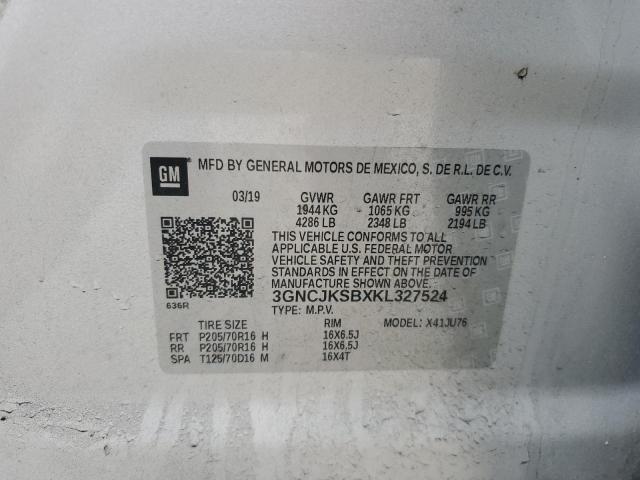 GM
MFD BY GENERAL MOTORS DE MEXICO, S. DE R.L. DE C.V.
03/19 GVWR GAWR FRT GAWR RR
1944 KG 1065 KG 995 KG
4286 LB 2348 LB 2194 LB
THIS VEHICLE CONFORMS TO ALL
APPLICABLE U.S. FEDERAL MOTOR
VEHICLE SAFETY, BUMPER, AND THEFT
PREVENTION STANDARDS IN EFFECT ON
THE DATE OF MANUFACTURE SHOWN ABOVE.
3GNCJKSBXKL327524
636R
TYPE: M.P.V.
TIRE SIZE RIM MODEL: X41JU76
FRT P205/70R16 H 16X6.5J
RR P205/70R16 H 16X6.5J
SPA T125/70D16 M 16X4T